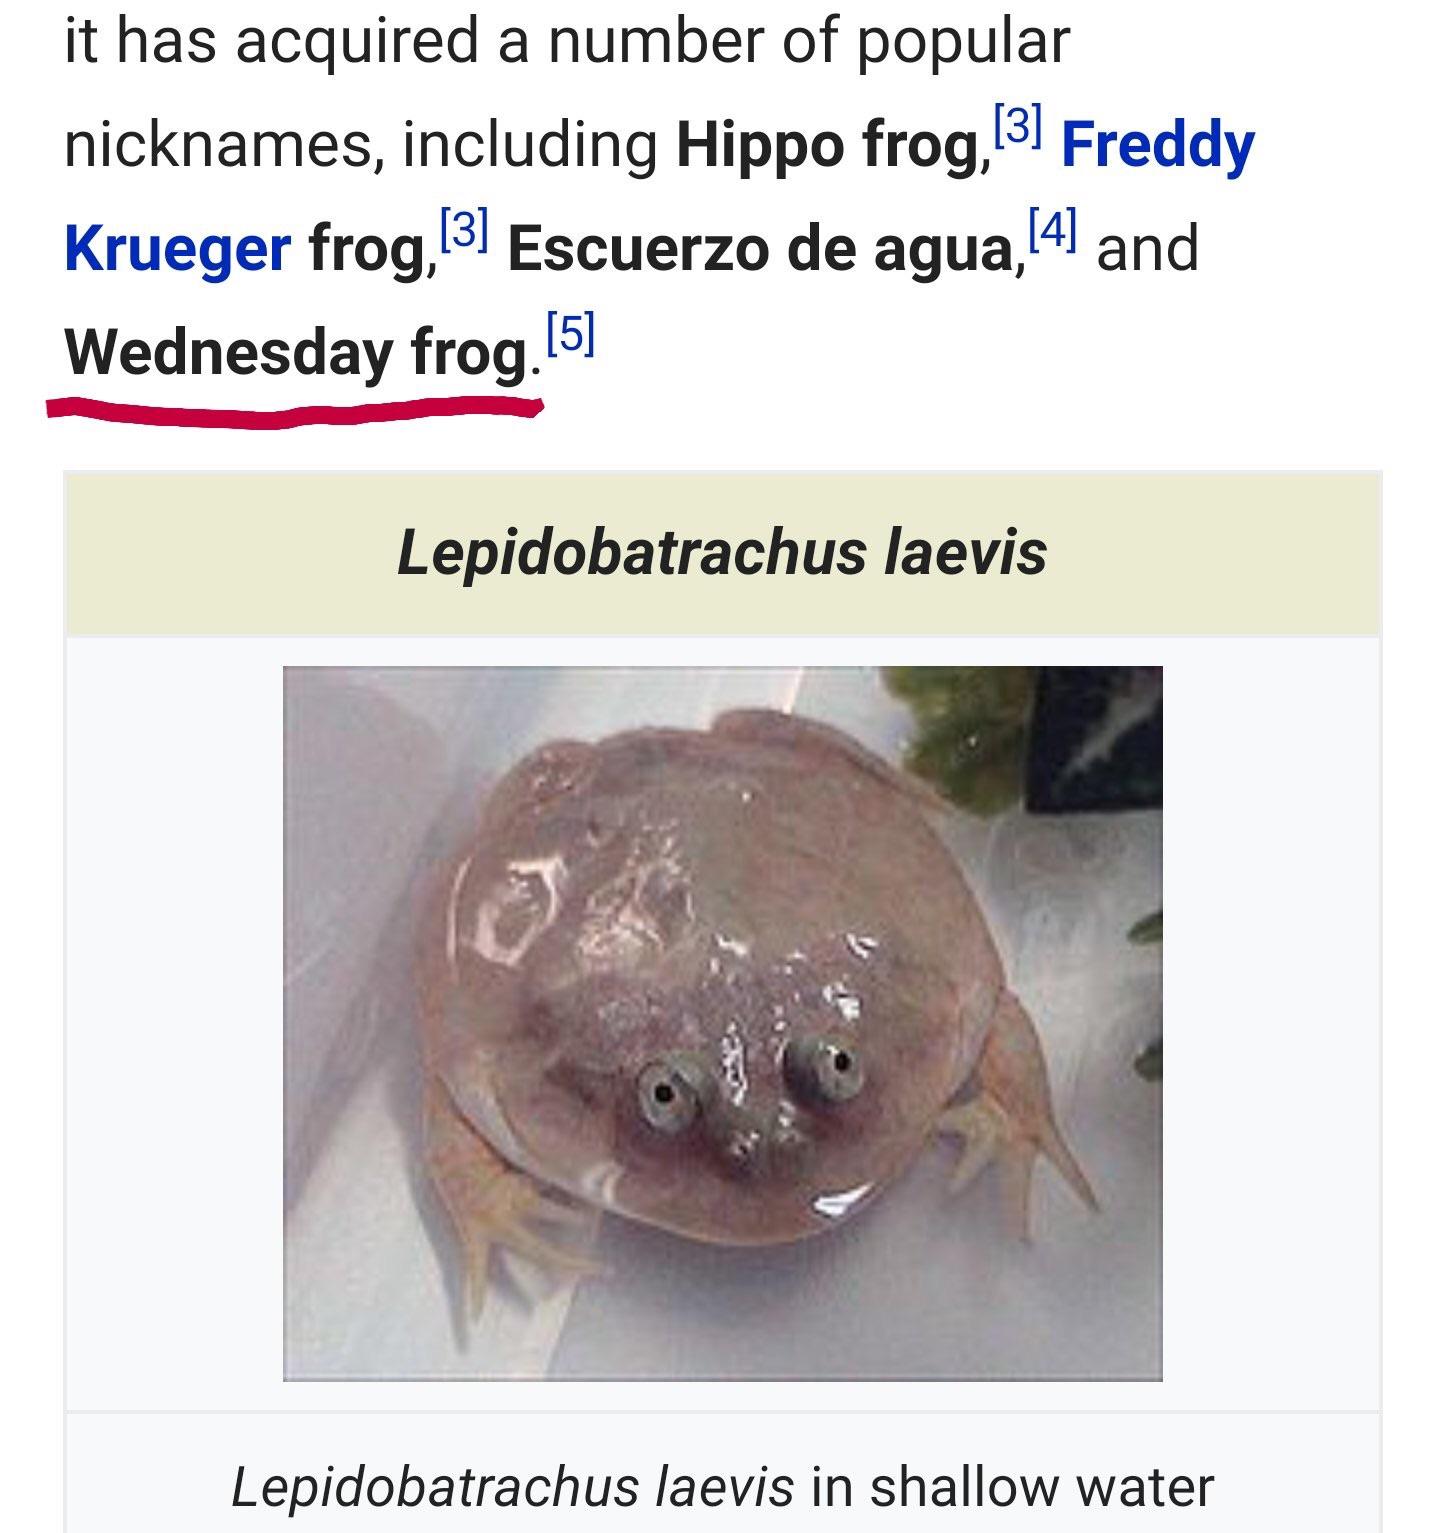 it has acquired a number of popular
nicknames, including Hippo frog,[3] Freddy
Krueger frog,[3] Escuerzo de agua,[4] and
Wednesday frog.[5]
Lepidobatrachus laevis
Lepidobatrachus laevis in shallow water